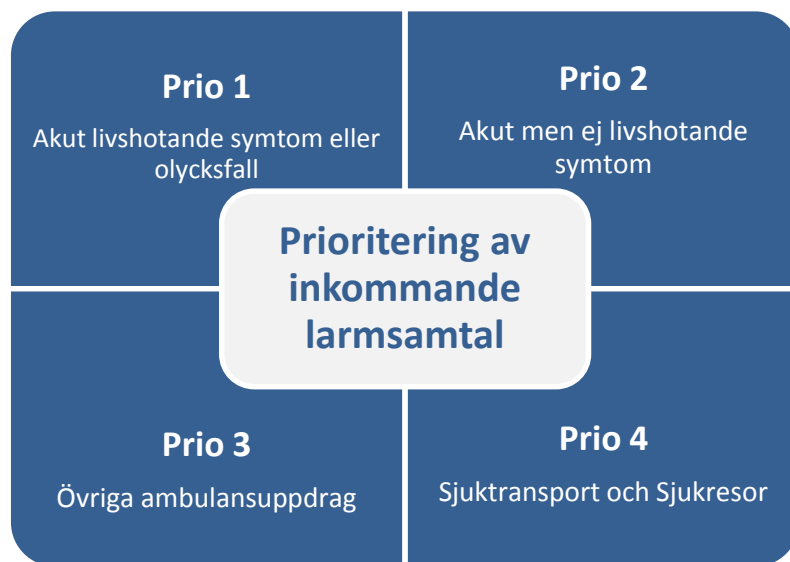 Prio 1
Akut livshotande symtom eller
olycksfall
Prio 2
Akut men ej livshotande
symtom
Prioritering av
inkommande
larmsamtal
Prio 3
Övriga ambulansuppdrag
Prio 4
Sjuktransport och Sjukresor